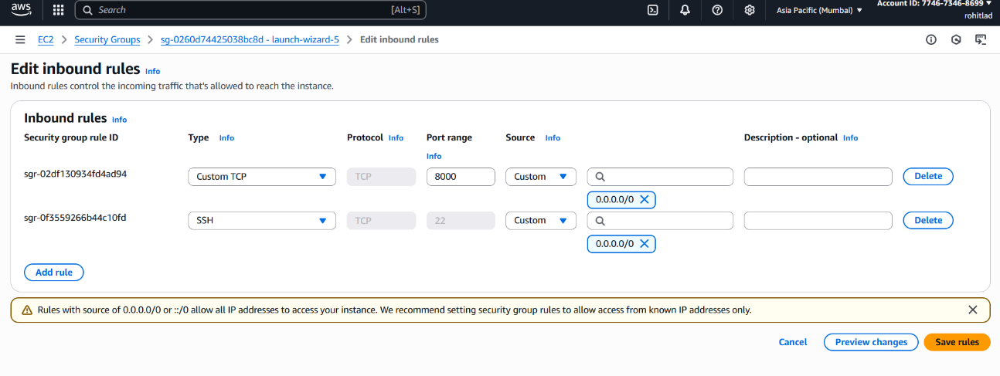 aws
Search [Alt+S]
Asia Pacific (Mumbai)
Account ID: 7746-7346-8699
rohitlad
EC2 > Security Groups > sg-0260d74425038bc8d - launch-wizard-5 > Edit inbound rules
Edit inbound rules Info
Inbound rules control the incoming traffic that's allowed to reach the instance.
Inbound rules Info
Security group rule ID Type Info Protocol Info Port range Info Source Info Description - optional Info
sgr-02df130934fd4ad94 Custom TCP TCP 8000 Custom Delete
0.0.0.0/0
sgr-0f3559266b44c10fd SSH TCP 22 Custom Delete
0.0.0.0/0
Add rule
Rules with source of 0.0.0.0/0 or ::/0 allow all IP addresses to access your instance. We recommend setting security group rules to allow access from known IP addresses only.
Cancel Preview changes Save rules